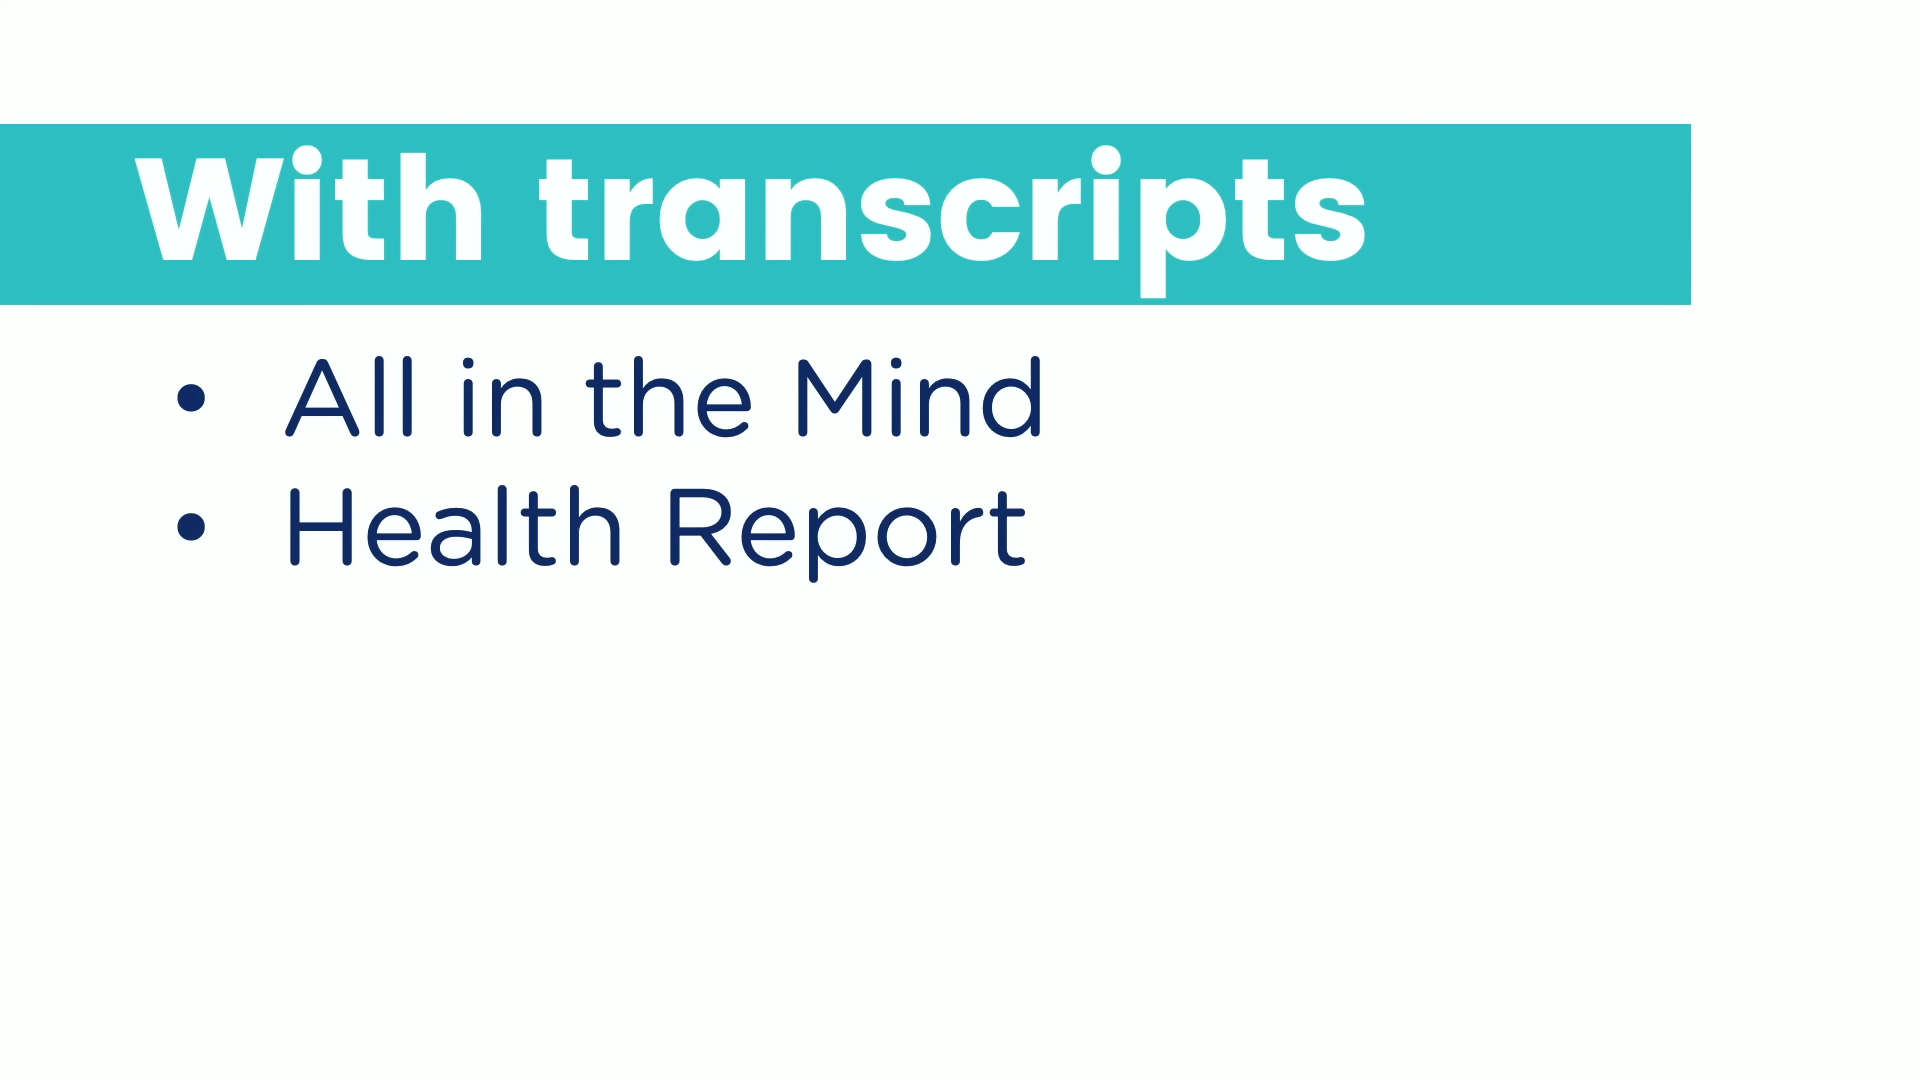 With transcripts
• All in the Mind
• Health Report